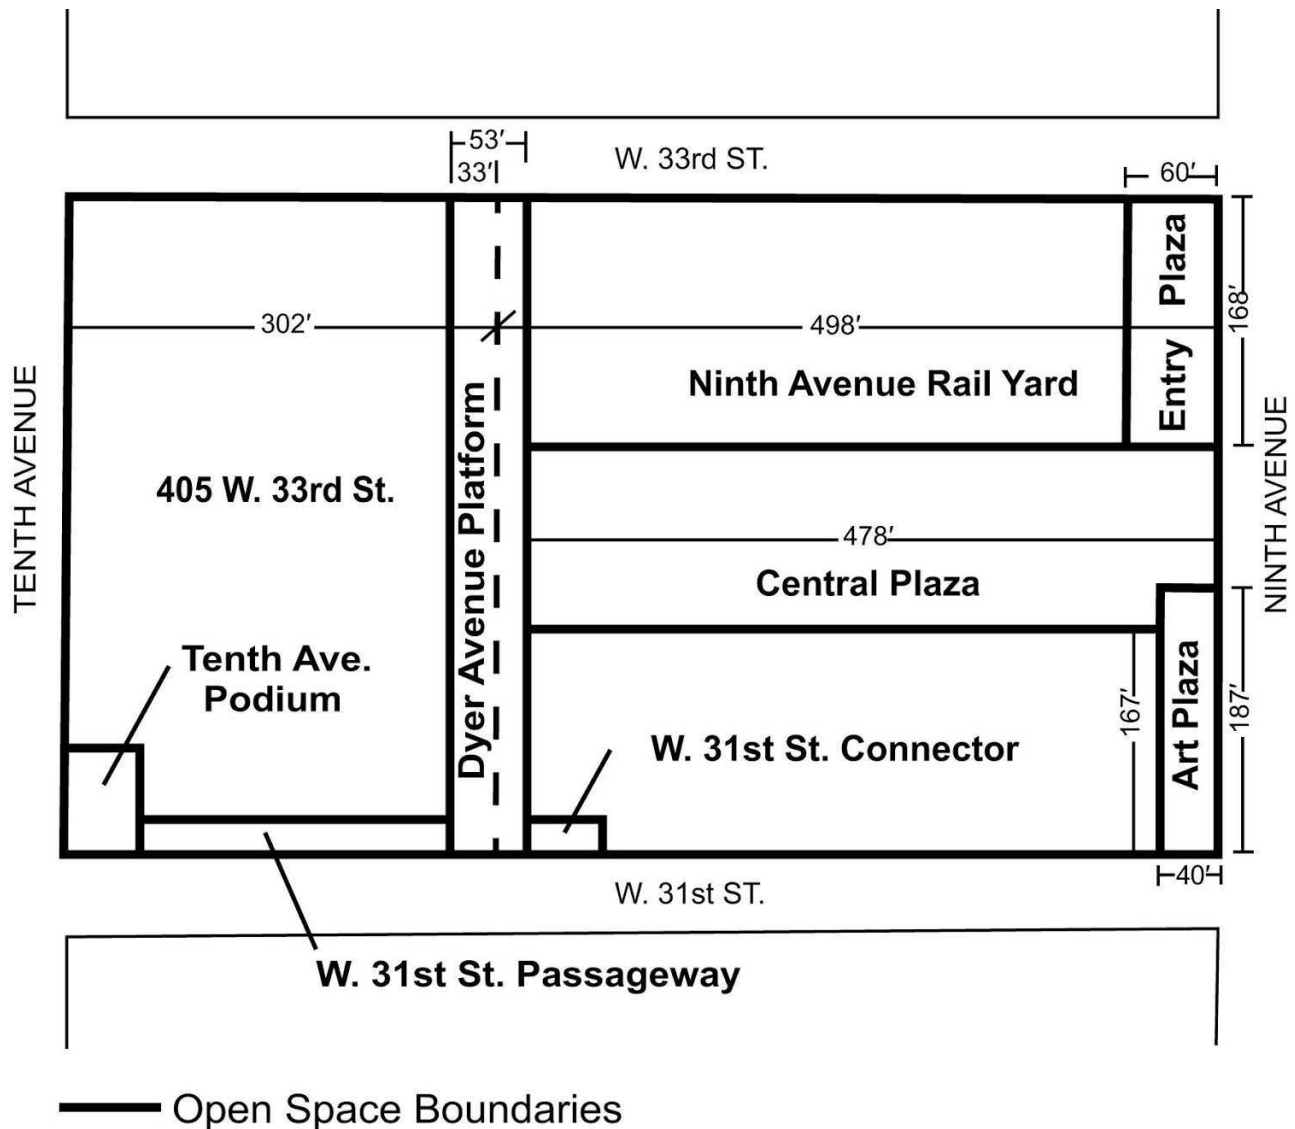 53′
33′
W. 33rd ST.
60′
Entry Plaza
168′
302′
498′
Ninth Avenue Rail Yard
TENTH AVENUE
NINTH AVENUE
405 W. 33rd St.
Dyer Avenue Platform
478′
Central Plaza
Tenth Ave.
Podium
167′
Art Plaza
187′
W. 31st St. Connector
40′
W. 31st ST.
W. 31st St. Passageway
Open Space Boundaries